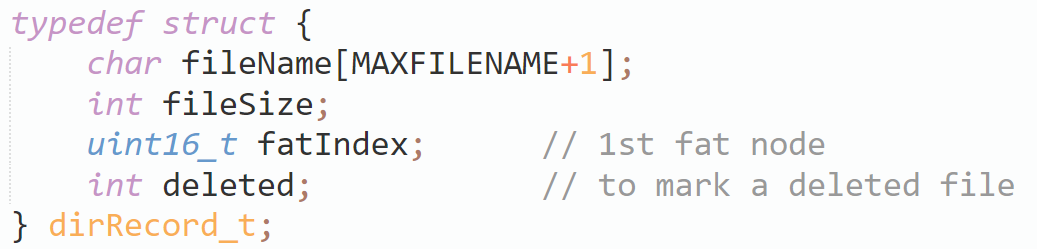 typedef struct {
    char fileName[MAXFILENAME+1];
    int fileSize;
    uint16_t fatIndex;      // 1st fat node
    int deleted;            // to mark a deleted file
} dirRecord_t;